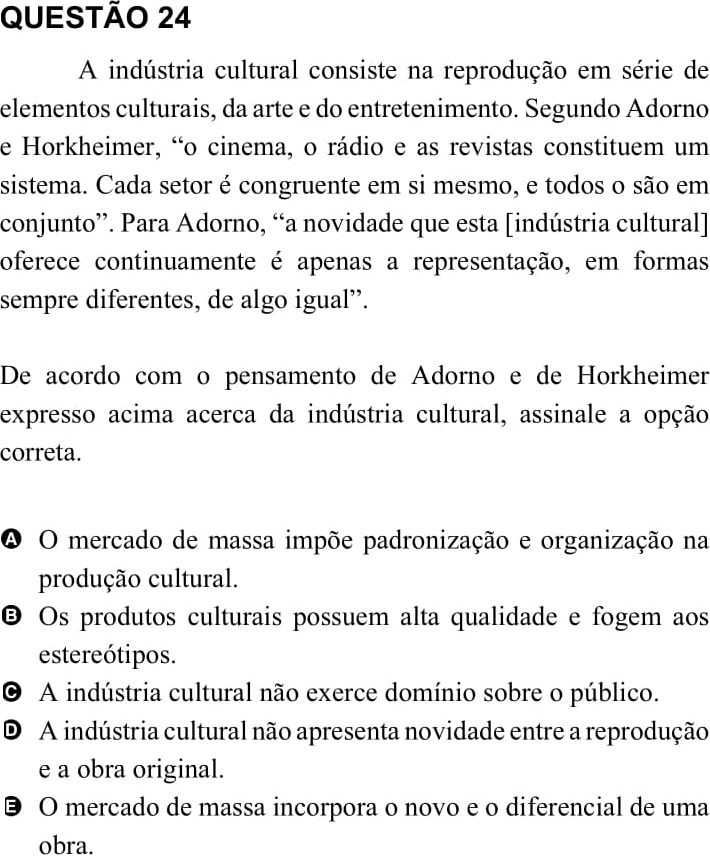 QUESTÃO 24
A indústria cultural consiste na reprodução em série de
elementos culturais, da arte e do entretenimento. Segundo Adorno
e Horkheimer, “o cinema, o rádio e as revistas constituem um
sistema. Cada setor é congruente em si mesmo, e todos o são em
conjunto”. Para Adorno, “a novidade que esta [indústria cultural]
oferece continuamente é apenas a representação, em formas
sempre diferentes, de algo igual”.
De acordo com o pensamento de Adorno e de Horkheimer
expresso acima acerca da indústria cultural, assinale a opção
correta.
A O mercado de massa impõe padronização e organização na
produção cultural.
B Os produtos culturais possuem alta qualidade e fogem aos
estereótipos.
C A indústria cultural não exerce domínio sobre o público.
D A indústria cultural não apresenta novidade entre a reprodução
e a obra original.
E O mercado de massa incorpora o novo e o diferencial de uma
obra.